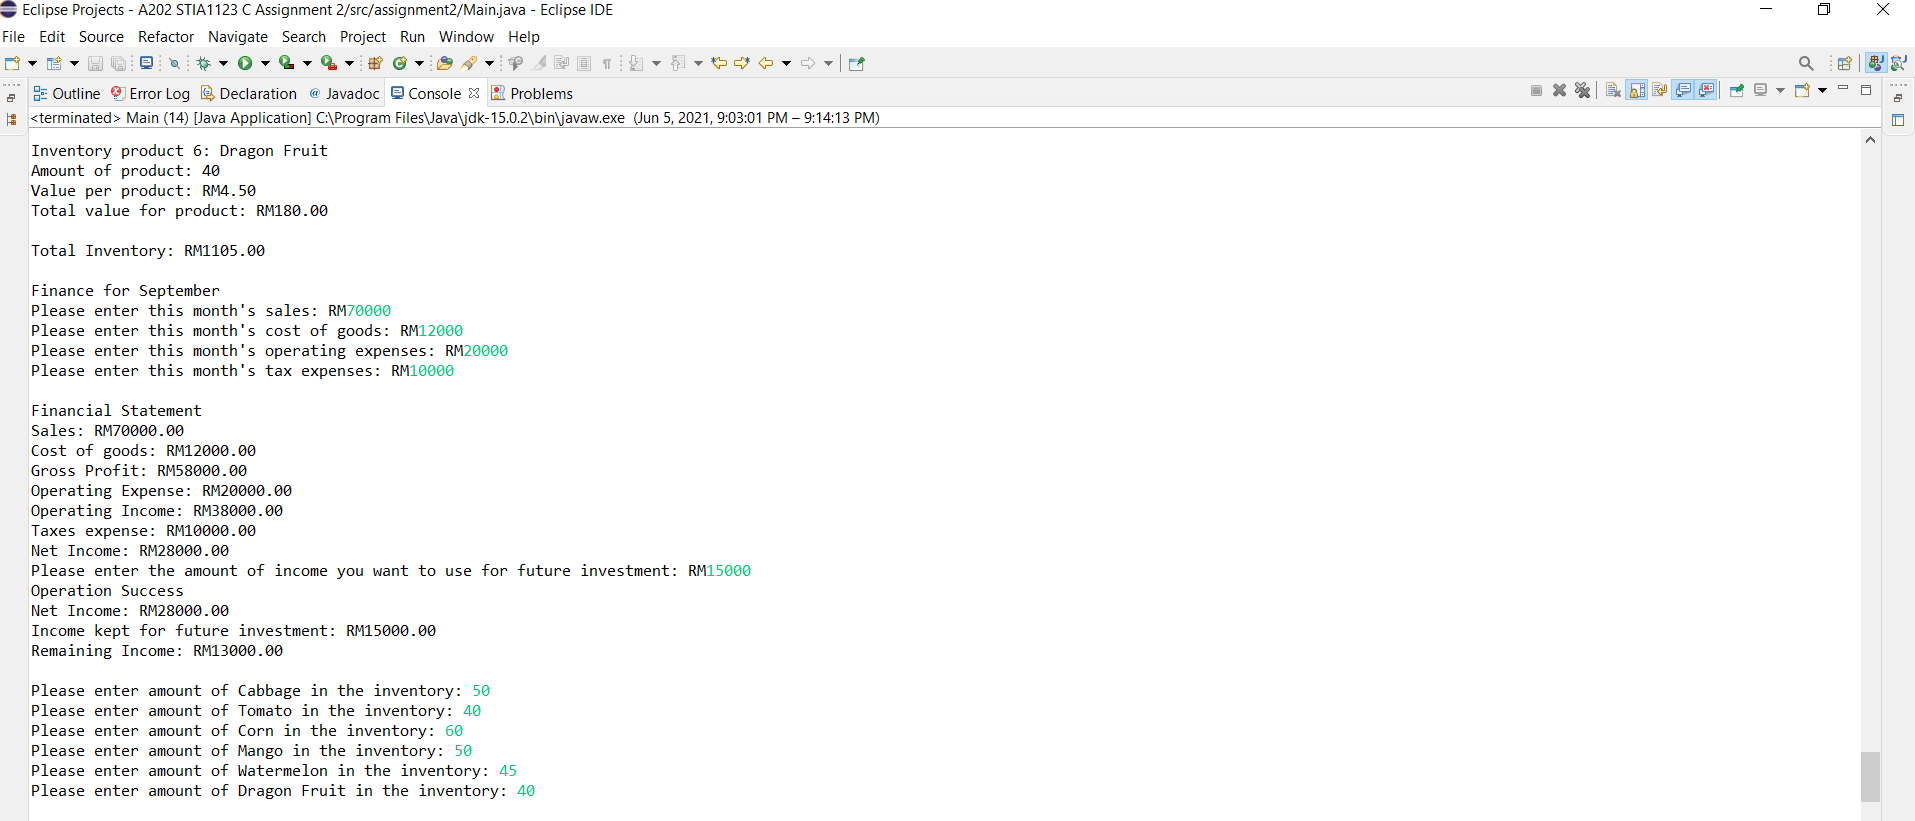 Eclipse Projects - A202 STIA1123 C Assignment 2/src/assignment2/Main.java - Eclipse IDE
File Edit Source Refactor Navigate Search Project Run Window Help
Outline Error Log Declaration @ Javadoc Console Problems
<terminated> Main (14) [Java Application] C:\Program Files\Java\jdk-15.0.2\bin\javaw.exe (Jun 5, 2021, 9:03:01 PM – 9:14:13 PM)
Inventory product 6: Dragon Fruit
Amount of product: 40
Value per product: RM4.50
Total value for product: RM180.00
Total Inventory: RM1105.00
Finance for September
Please enter this month's sales: RM70000
Please enter this month's cost of goods: RM12000
Please enter this month's operating expenses: RM20000
Please enter this month's tax expenses: RM10000
Financial Statement
Sales: RM70000.00
Cost of goods: RM12000.00
Gross Profit: RM58000.00
Operating Expense: RM20000.00
Operating Income: RM38000.00
Taxes expense: RM10000.00
Net Income: RM28000.00
Please enter the amount of income you want to use for future investment: RM15000
Operation Success
Net Income: RM28000.00
Income kept for future investment: RM15000.00
Remaining Income: RM13000.00
Please enter amount of Cabbage in the inventory: 50
Please enter amount of Tomato in the inventory: 40
Please enter amount of Corn in the inventory: 60
Please enter amount of Mango in the inventory: 50
Please enter amount of Watermelon in the inventory: 45
Please enter amount of Dragon Fruit in the inventory: 40